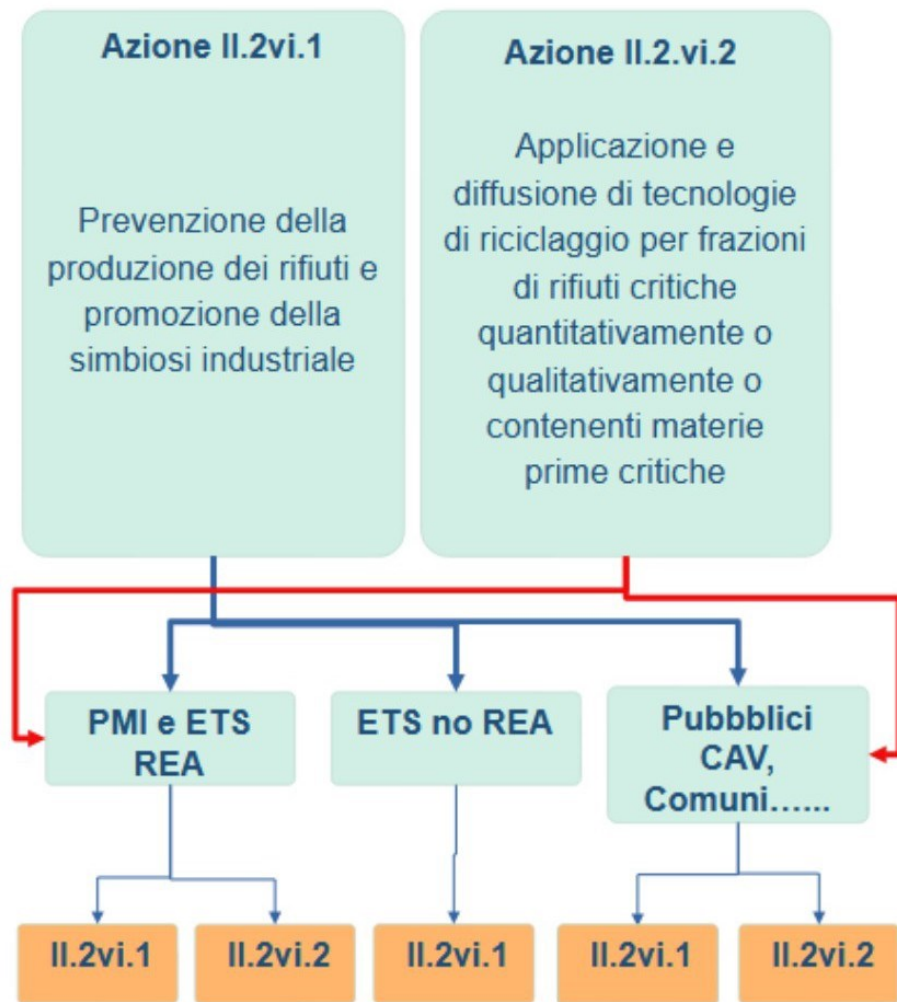 Azione II.2vi.1
Prevenzione della
produzione dei rifiuti e
promozione della
simbiosi industriale
Azione II.2.vi.2
Applicazione e
diffusione di tecnologie
di riciclaggio per frazioni
di rifiuti critiche
quantitativamente o
qualitativamente o
contenenti materie
prime critiche
PMI e ETS
REA
ETS no REA
Pubbblici
CAV,
Comuni…...
II.2vi.1
II.2vi.2
II.2vi.1
II.2vi.1
II.2vi.2